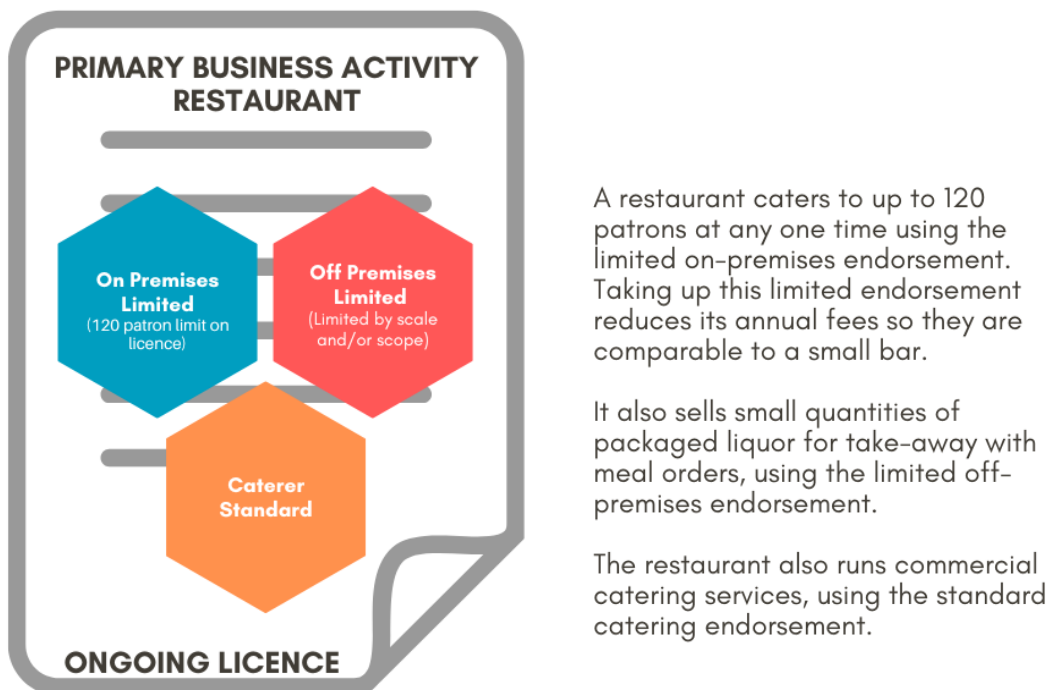 PRIMARY BUSINESS ACTIVITY
RESTAURANT
On Premises
Limited
(120 patron limit on
licence)
Off Premises
Limited
(Limited by scale
and/or scope)
Caterer
Standard
ONGOING LICENCE
A restaurant caters to up to 120
patrons at any one time using the
limited on-premises endorsement.
Taking up this limited endorsement
reduces its annual fees so they are
comparable to a small bar.
It also sells small quantities of
packaged liquor for take-away with
meal orders, using the limited off-
premises endorsement.
The restaurant also runs commercial
catering services, using the standard
catering endorsement.